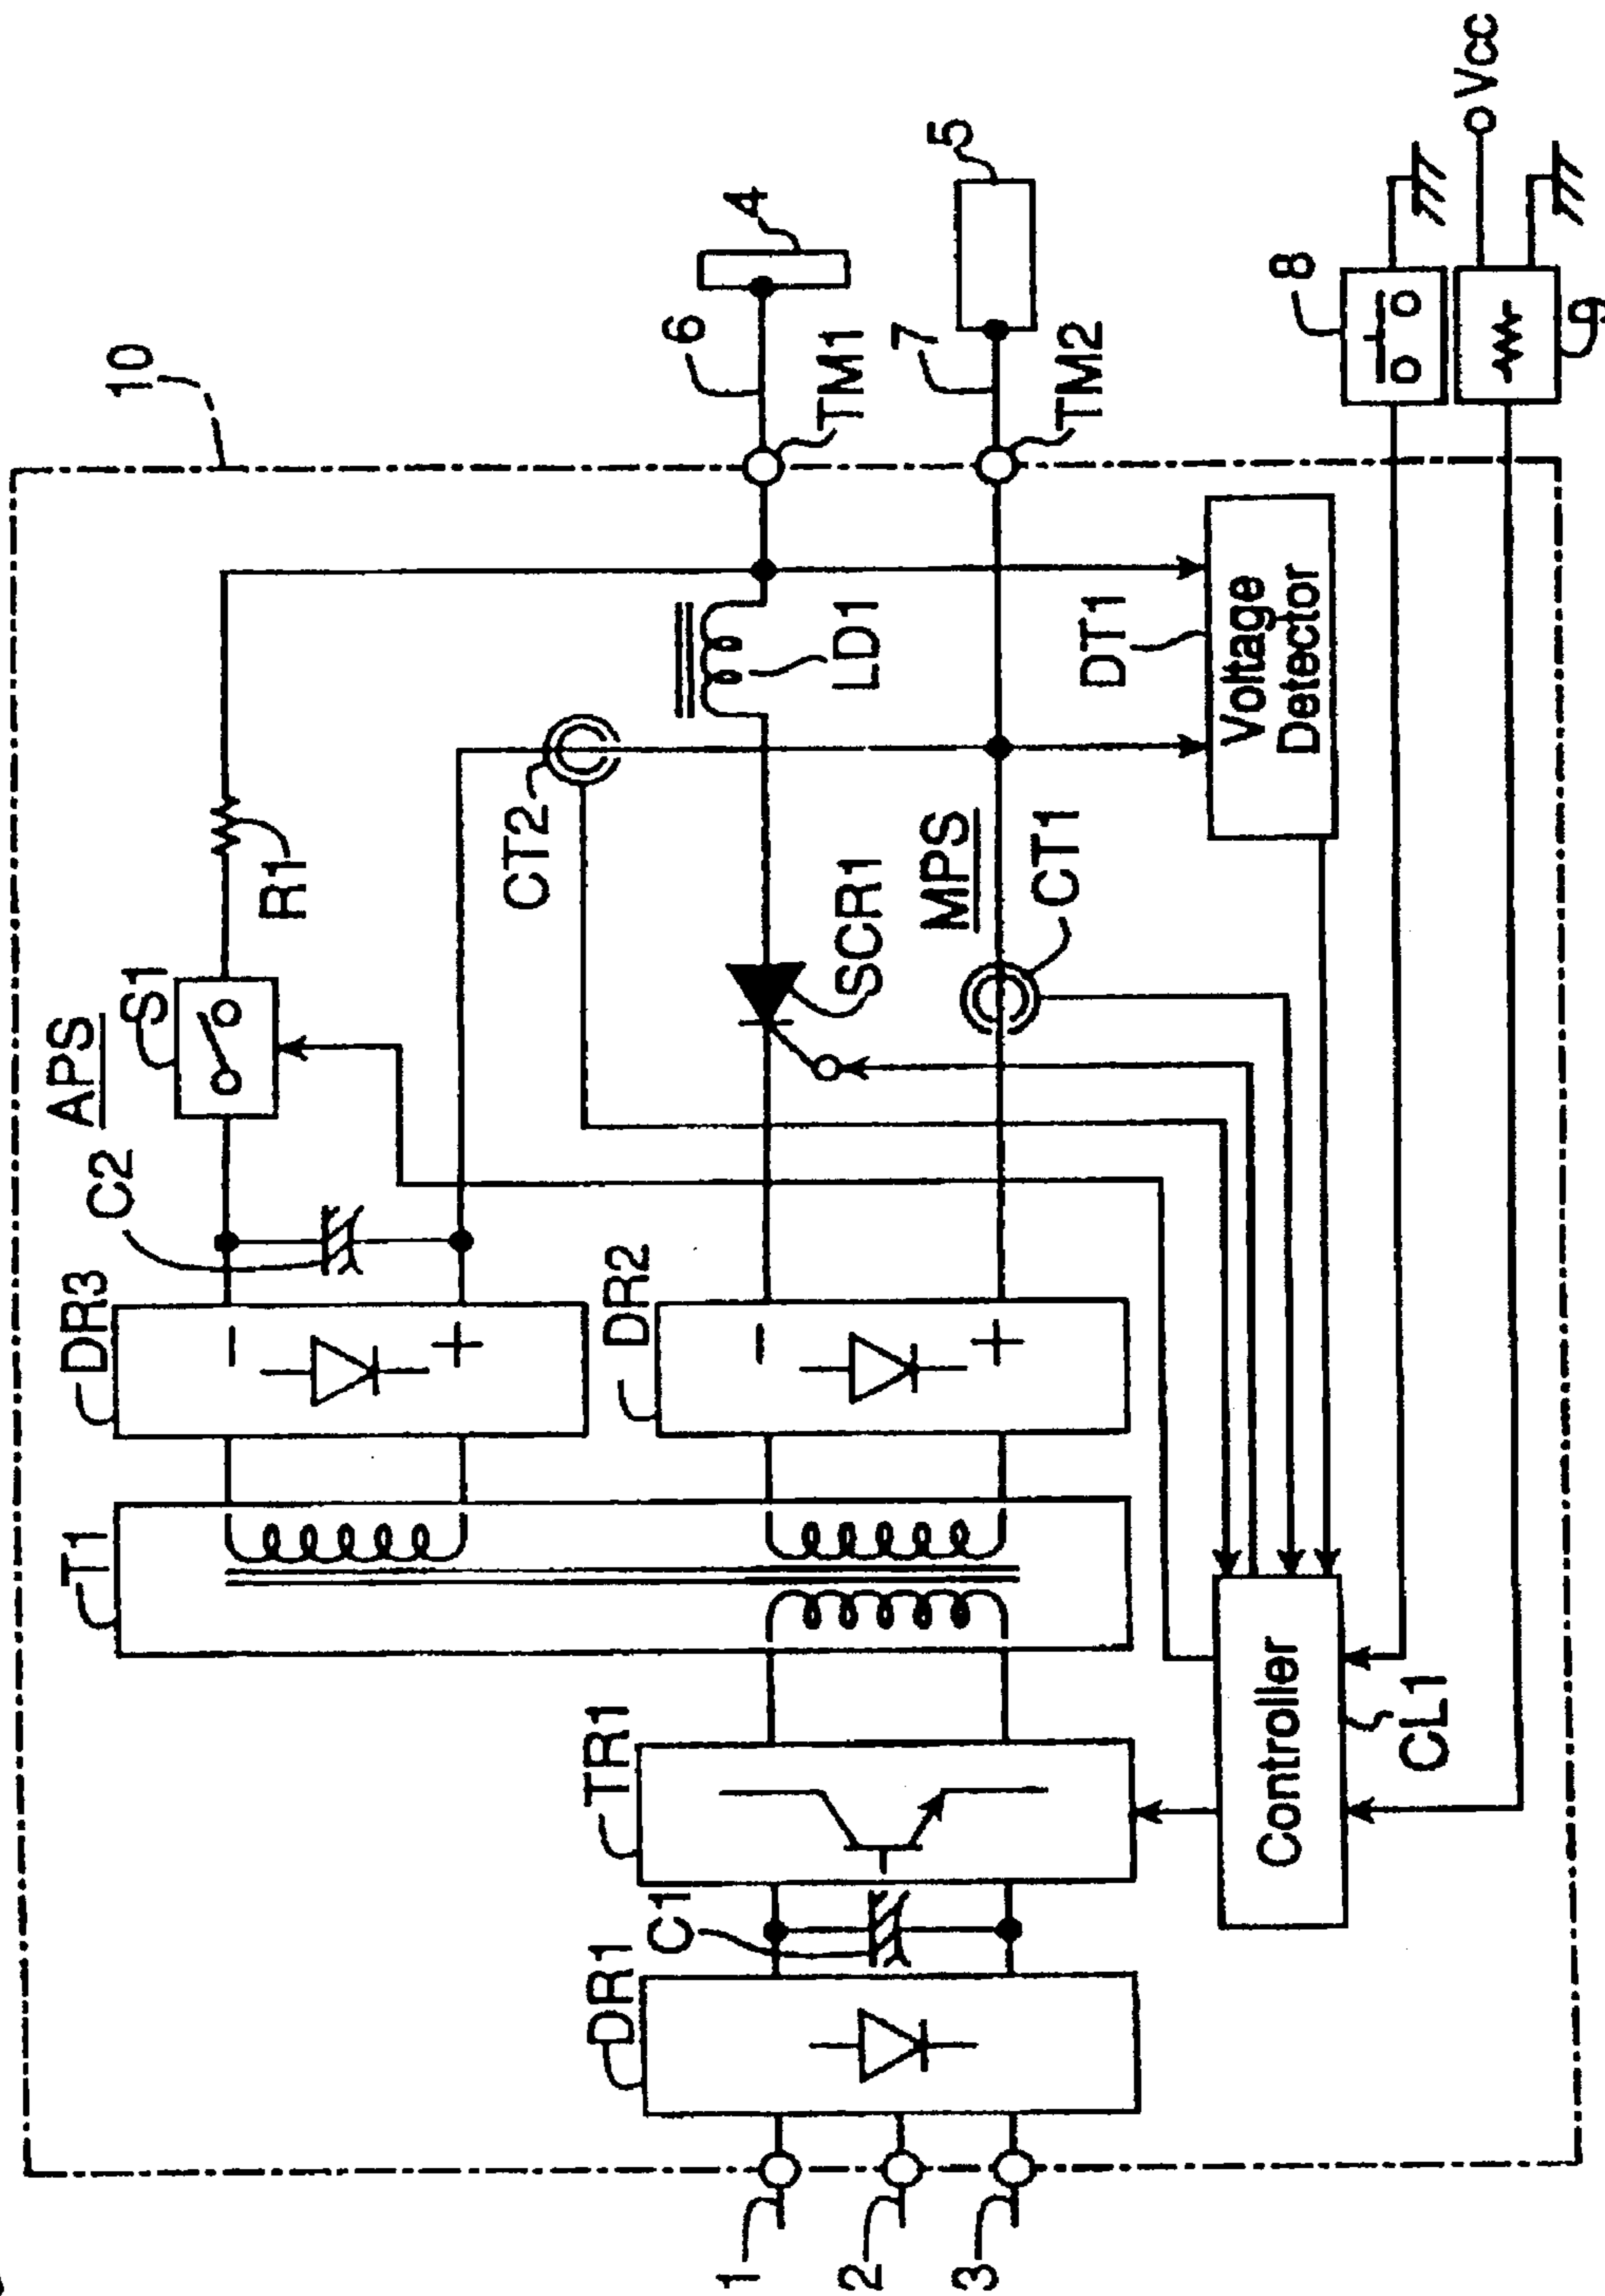 10
APS
S1
R1
C2
DR3
T1
CT2
LD1
SCR1
MPS
CT1
DR2
−
+
−
+
TR1
C1
DR1
1
2
3
4
6
TM1
5
7
TM2
DT1
Voltage
Detector
8
9
Vcc
Controller
CL1